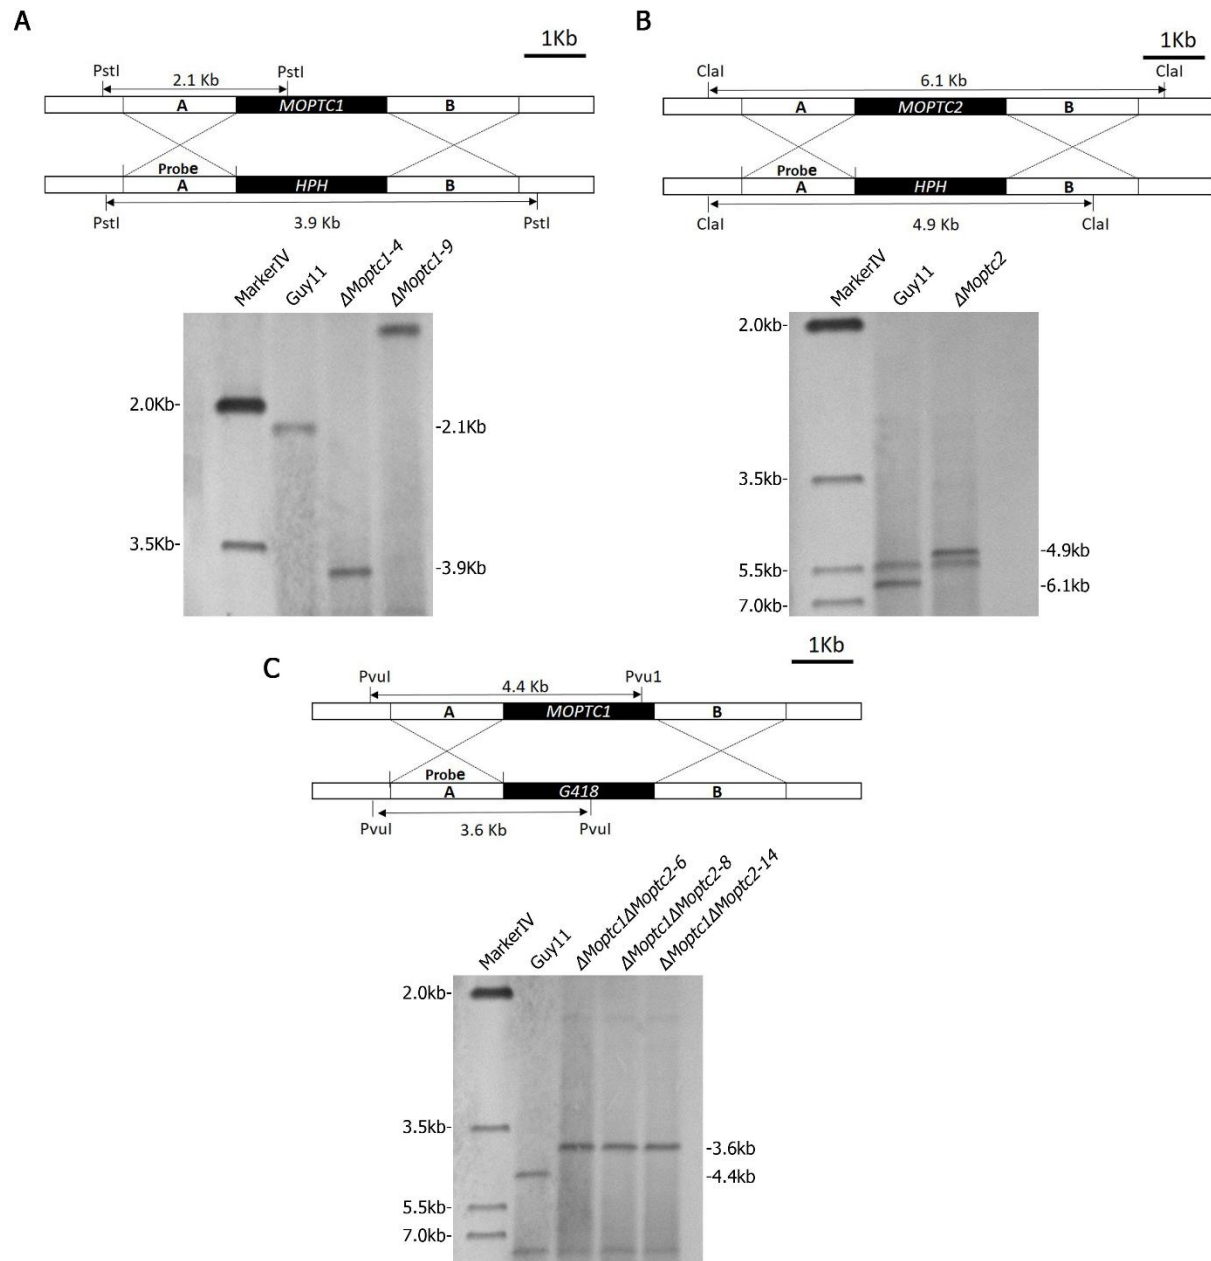 A
1Kb
PstI
2.1 Kb
PstI
A
MOPTC1
B
Probe
A
HPH
B
PstI
3.9 Kb
PstI
MarkerIV
Guy11
ΔMoptc1-4
ΔMoptc1-9
2.0Kb-
-2.1Kb
3.5Kb-
-3.9Kb
B
1Kb
ClaI
6.1 Kb
ClaI
A
MOPTC2
B
Probe
A
HPH
B
ClaI
4.9 Kb
ClaI
MarkerIV
Guy11
ΔMoptc2
2.0kb-
3.5kb-
-4.9kb
5.5kb-
-6.1kb
7.0kb-
C
1Kb
PvuI
4.4 Kb
Pvu1
A
MOPTC1
B
Probe
A
G418
B
PvuI
3.6 Kb
PvuI
MarkerIV
Guy11
ΔMoptc1ΔMoptc2-6
ΔMoptc1ΔMoptc2-8
ΔMoptc1ΔMoptc2-14
2.0kb-
3.5kb-
-3.6kb
-4.4kb
5.5kb-
7.0kb-